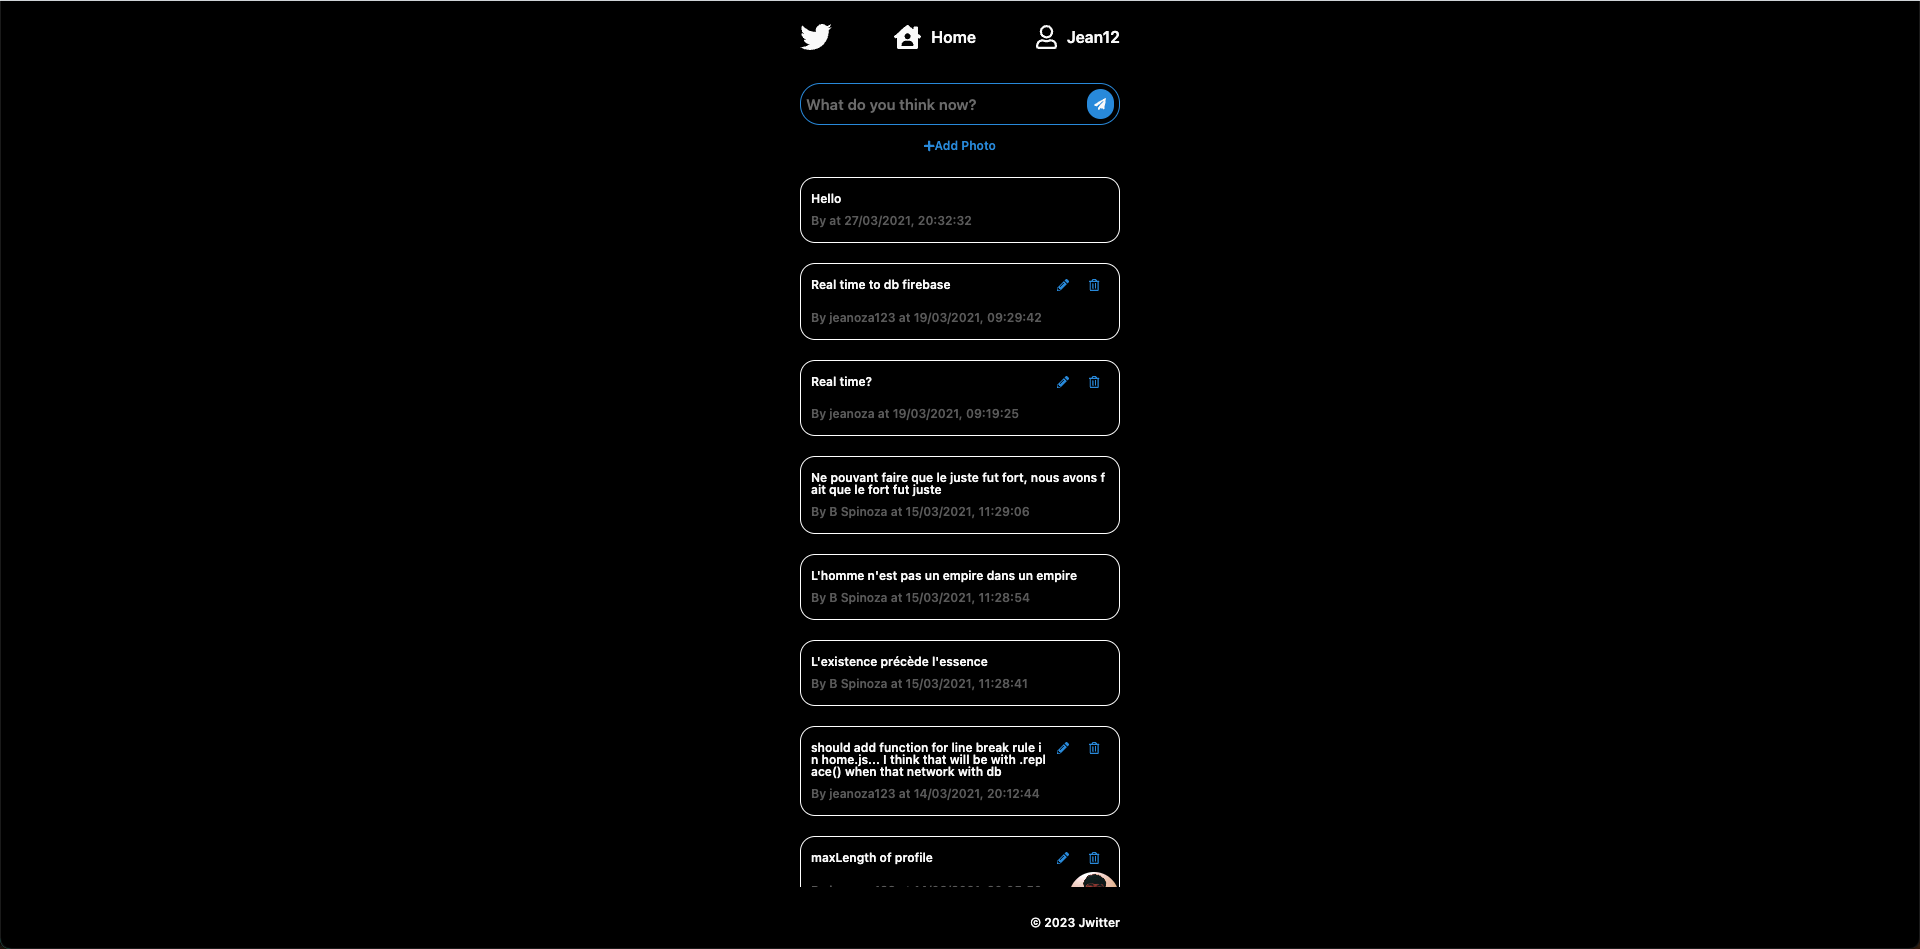 Home
Jean12
What do you think now?
+Add Photo
Hello
By at 27/03/2021, 20:32:32
Real time to db firebase
By jeanoza123 at 19/03/2021, 09:29:42
Real time?
By jeanoza at 19/03/2021, 09:19:25
Ne pouvant faire que le juste fut fort, nous avons f
ait que le fort fut juste
By B Spinoza at 15/03/2021, 11:29:06
L'homme n'est pas un empire dans un empire
By B Spinoza at 15/03/2021, 11:28:54
L'existence précède l'essence
By B Spinoza at 15/03/2021, 11:28:41
should add function for line break rule i
n home.js... I think that will be with .repl
ace() when that network with db
By jeanoza123 at 14/03/2021, 20:12:44
maxLength of profile
© 2023 Jwitter